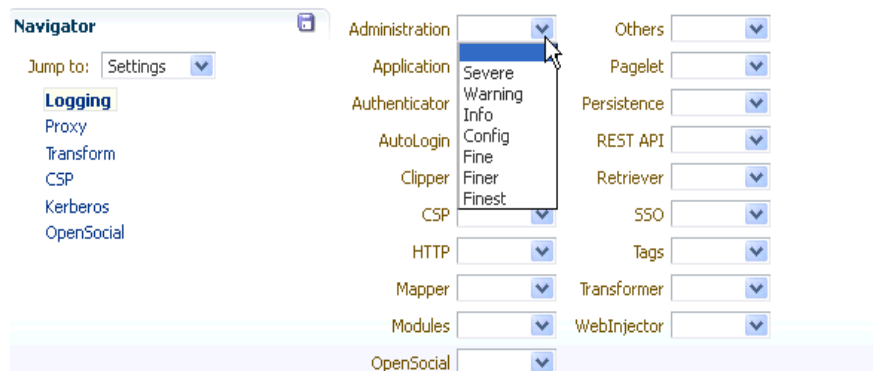 Navigator
Jump to: Settings
Logging
Proxy
Transform
CSP
Kerberos
OpenSocial
Administration
Application
Authenticator
AutoLogin
Clipper
CSP
HTTP
Mapper
Modules
OpenSocial
Severe
Warning
Info
Config
Fine
Finer
Finest
Others
Pagelet
Persistence
REST API
Retriever
SSO
Tags
Transformer
WebInjector